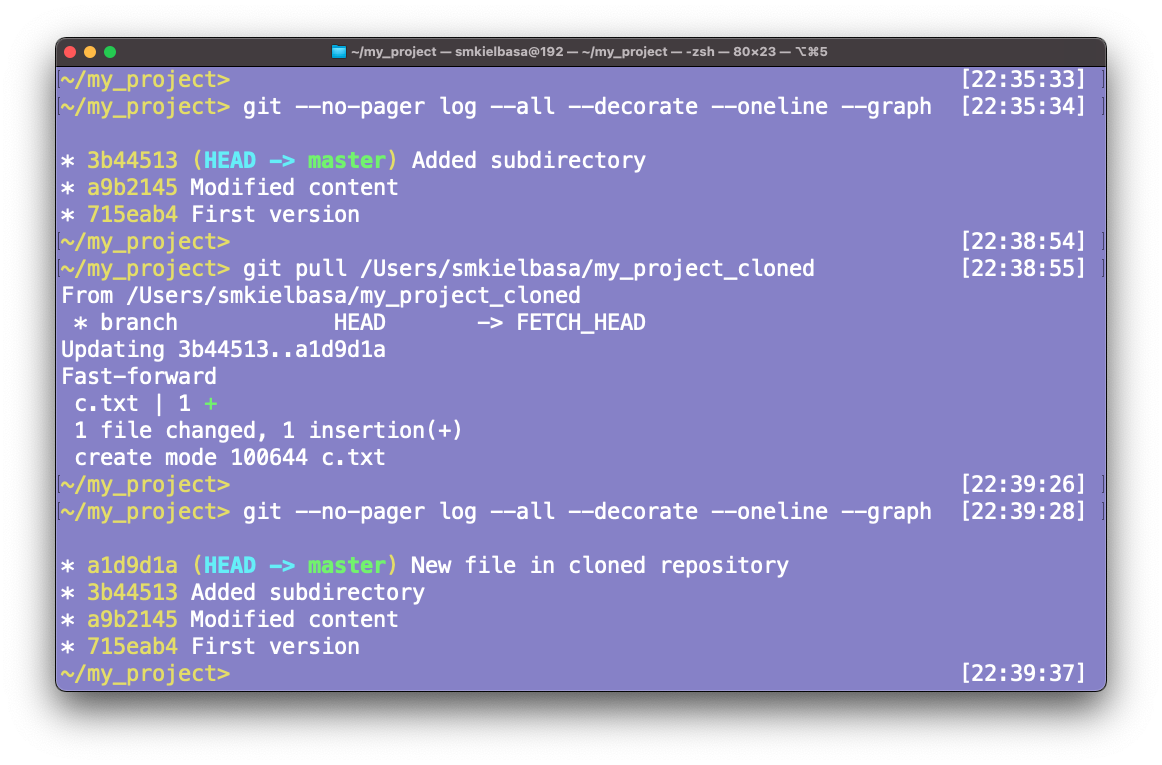 ~/my_project — smkielbasa@192 — ~/my_project — -zsh — 80×23 — ⌥⌘5
~/my_project> [22:35:33]
~/my_project> git --no-pager log --all --decorate --oneline --graph [22:35:34]
* 3b44513 (HEAD -> master) Added subdirectory
* a9b2145 Modified content
* 715eab4 First version
~/my_project> [22:38:54]
~/my_project> git pull /Users/smkielbasa/my_project_cloned [22:38:55]
From /Users/smkielbasa/my_project_cloned
 * branch            HEAD       -> FETCH_HEAD
Updating 3b44513..a1d9d1a
Fast-forward
 c.txt | 1 +
 1 file changed, 1 insertion(+)
 create mode 100644 c.txt
~/my_project> [22:39:26]
~/my_project> git --no-pager log --all --decorate --oneline --graph [22:39:28]
* a1d9d1a (HEAD -> master) New file in cloned repository
* 3b44513 Added subdirectory
* a9b2145 Modified content
* 715eab4 First version
~/my_project> [22:39:37]